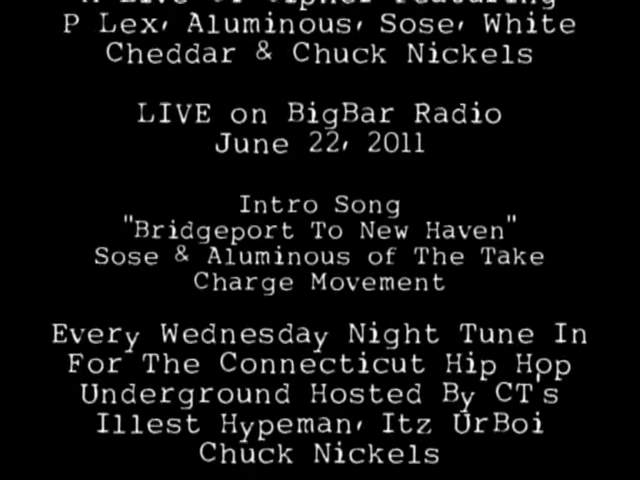 P Lex, Aluminous, Sose, White
Cheddar & Chuck Nickels
LIVE on BigBar Radio
June 22, 2011
Intro Song
"Bridgeport To New Haven"
Sose & Aluminous of The Take
Charge Movement
Every Wednesday Night Tune In
For The Connecticut Hip Hop
Underground Hosted By CT's
Illest Hypeman, Itz UrBoi
Chuck Nickels